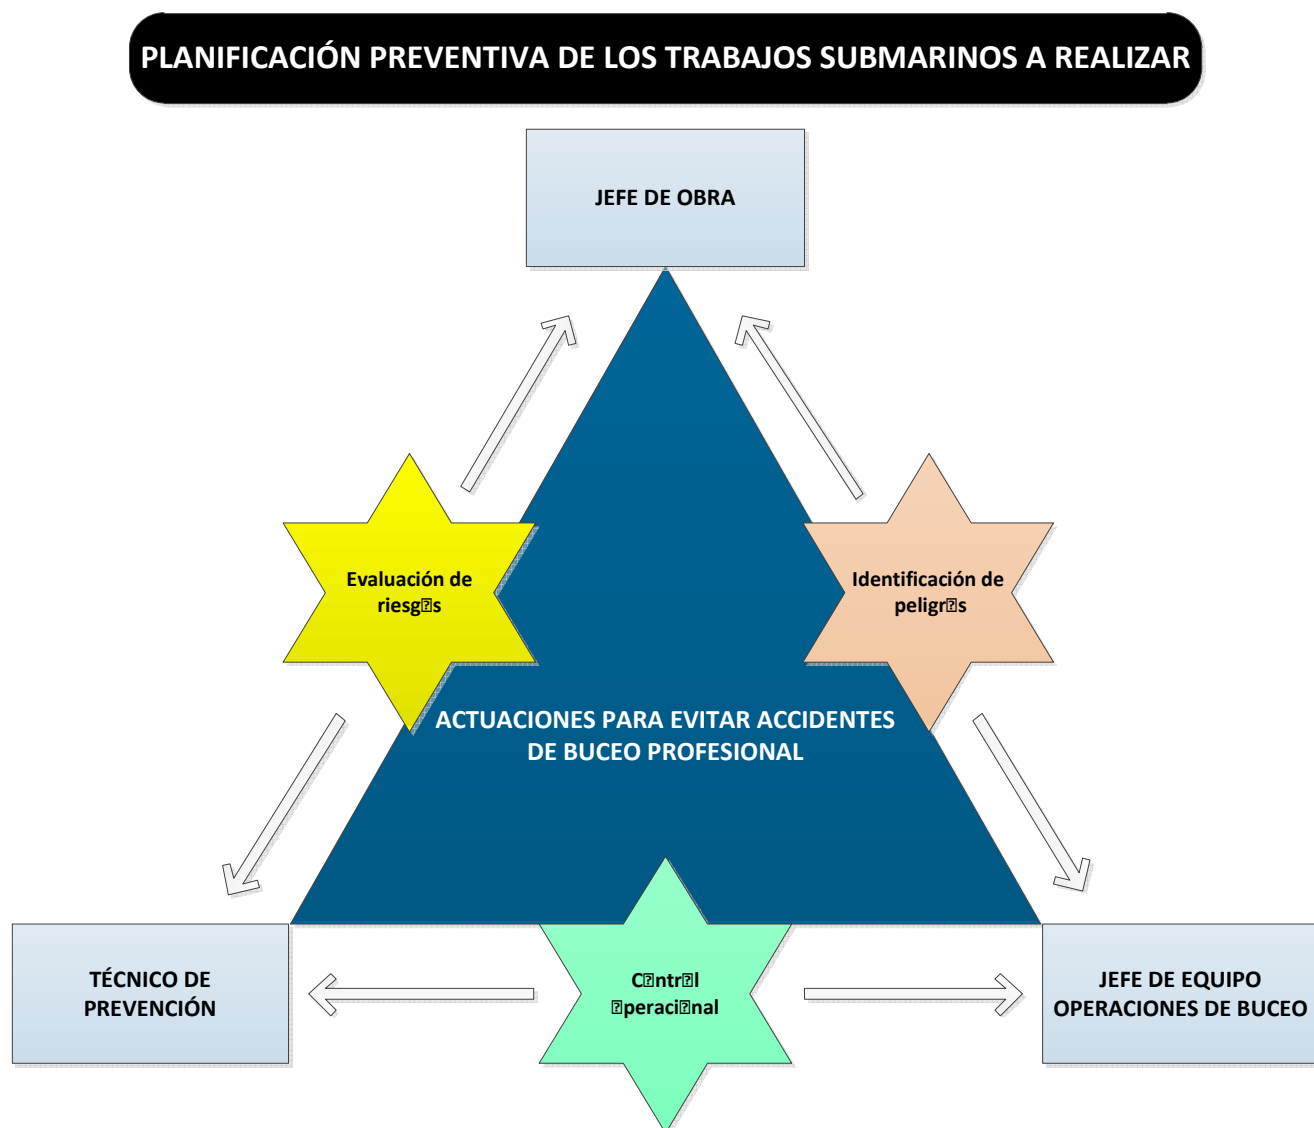 PLANIFICACIÓN PREVENTIVA DE LOS TRABAJOS SUBMARINOS A REALIZAR
JEFE DE OBRA
Evaluación de
riesg⍰s
Identificación de
peligr⍰s
ACTUACIONES PARA EVITAR ACCIDENTES
DE BUCEO PROFESIONAL
TÉCNICO DE
PREVENCIÓN
C⍰ntr⍰l
⍰peraci⍰nal
JEFE DE EQUIPO
OPERACIONES DE BUCEO